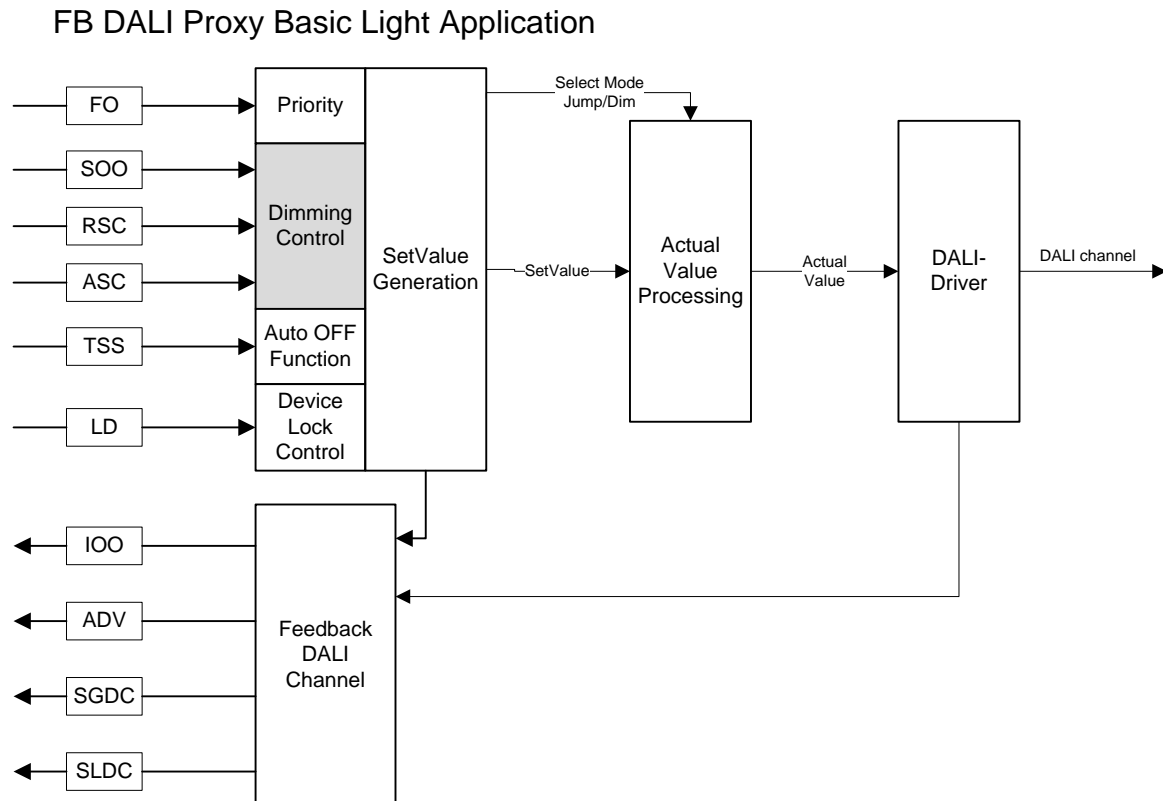 FB DALI Proxy Basic Light Application
FO
Priority
Select Mode
Jump/Dim
SOO
RSC
ASC
Dimming
Control
SetValue
Generation
SetValue
Actual
Value
Processing
Actual
Value
DALI-
Driver
DALI channel
TSS
Auto OFF
Function
LD
Device
Lock
Control
IOO
ADV
SGDC
SLDC
Feedback
DALI
Channel